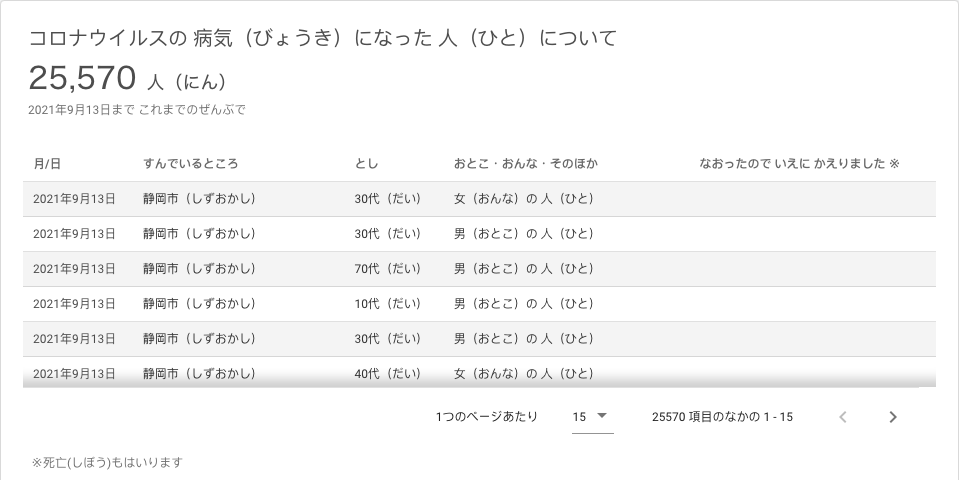 コロナウイルスの 病気（びょうき）になった 人（ひと）について
25,570 人（にん）
2021年9月13日まで これまでのぜんぶで
月/日 すんでいるところ とし おとこ・おんな・そのほか なおったので いえに かえりました ※
2021年9月13日 静岡市（しずおかし） 30代（だい） 女（おんな）の 人（ひと）
2021年9月13日 静岡市（しずおかし） 30代（だい） 男（おとこ）の 人（ひと）
2021年9月13日 静岡市（しずおかし） 70代（だい） 男（おとこ）の 人（ひと）
2021年9月13日 静岡市（しずおかし） 10代（だい） 男（おとこ）の 人（ひと）
2021年9月13日 静岡市（しずおかし） 30代（だい） 男（おとこ）の 人（ひと）
2021年9月13日 静岡市（しずおかし） 40代（だい） 女（おんな）の 人（ひと）
1つのページあたり 15 25570 項目のなかの 1 - 15
※死亡(しぼう)もはいります